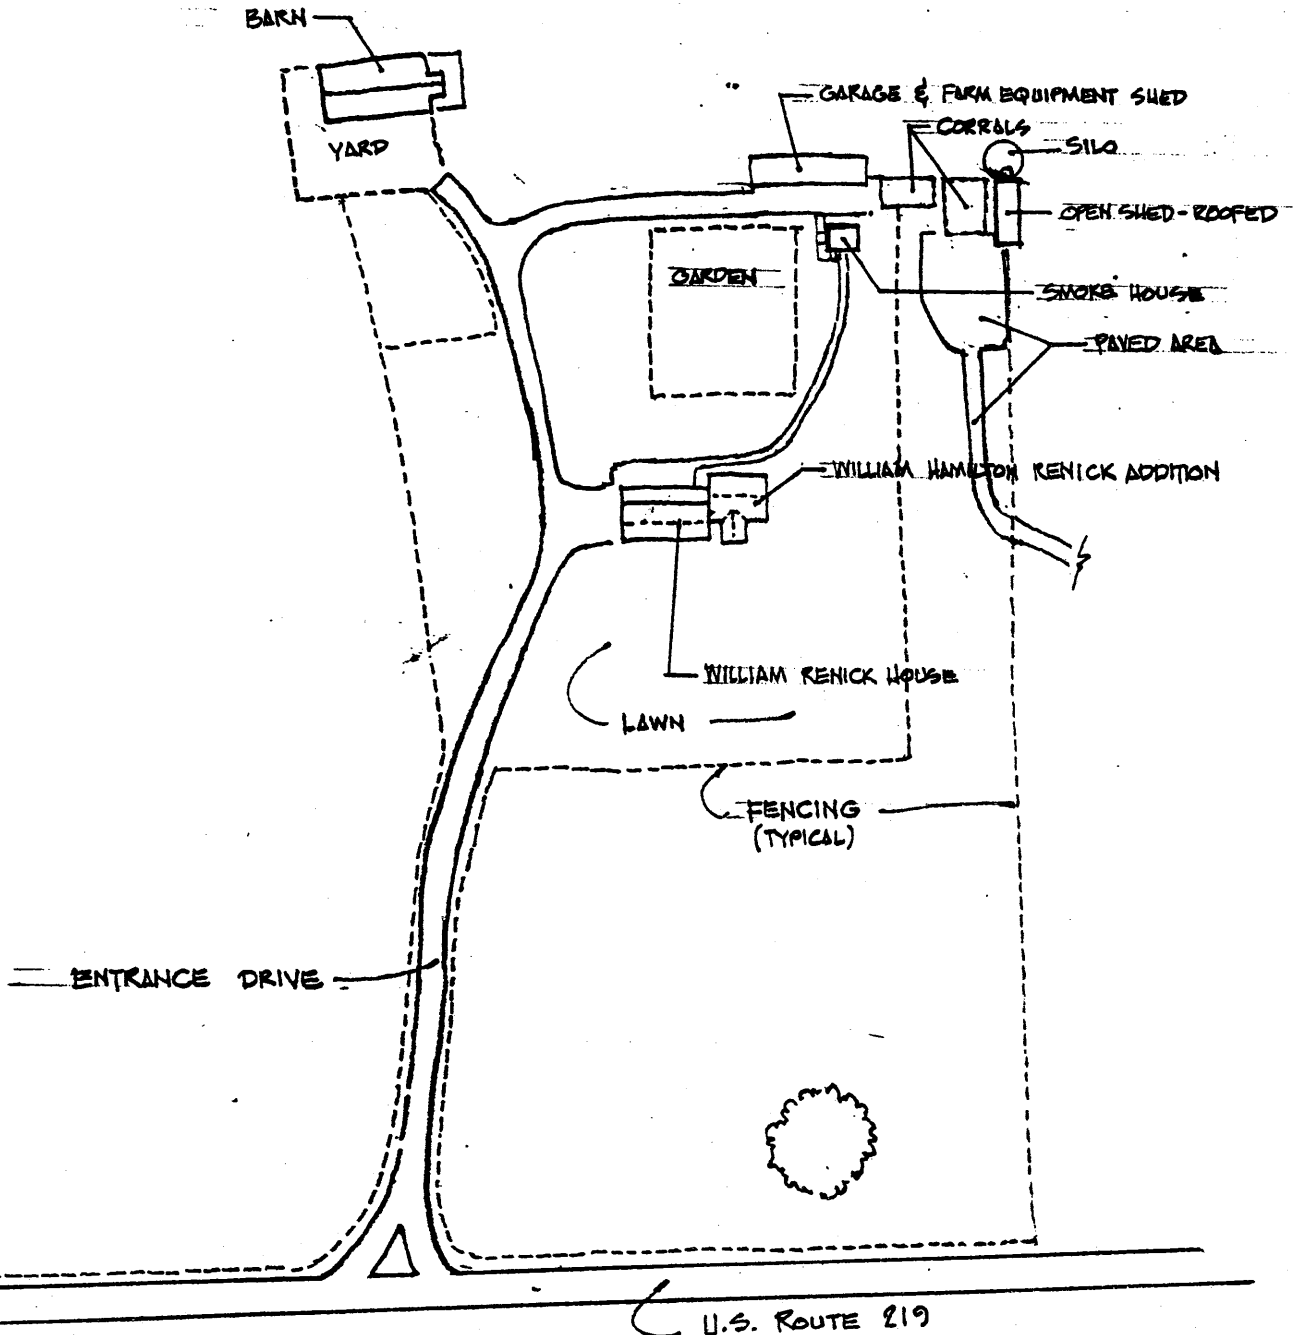 BARN
GARAGE & FARM EQUIPMENT SHED
CORRALS
SILO
YARD
OPEN SHED-ROOFED
GARDEN
SMOKE HOUSE
PAVED AREA
WILLIAM HAMILTON RENICK ADDITION
WILLIAM RENICK HOUSE
LAWN
FENCING
(TYPICAL)
ENTRANCE DRIVE
U.S. ROUTE 219